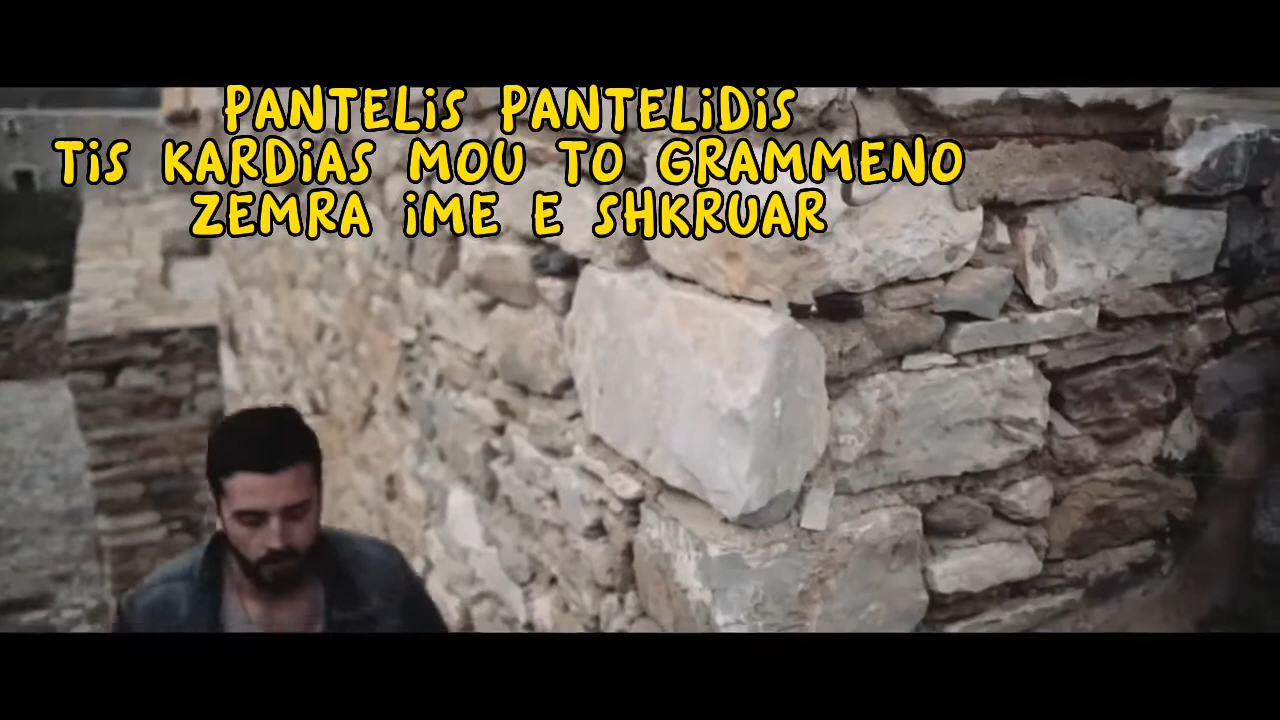 PANTELIS PANTELIDIS
TIS KARDIAS MOU TO GRAMMENO
ZEMRA IME E SHKRUAR